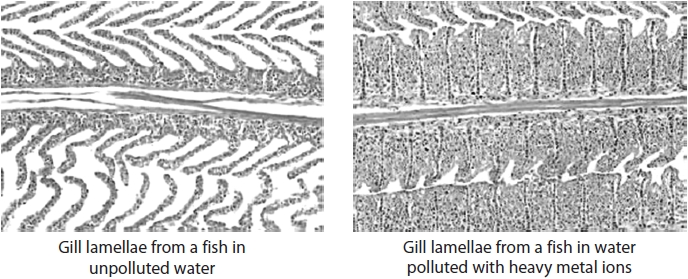 Gill lamellae from a fish in
unpolluted water
Gill lamellae from a fish in water
polluted with heavy metal ions